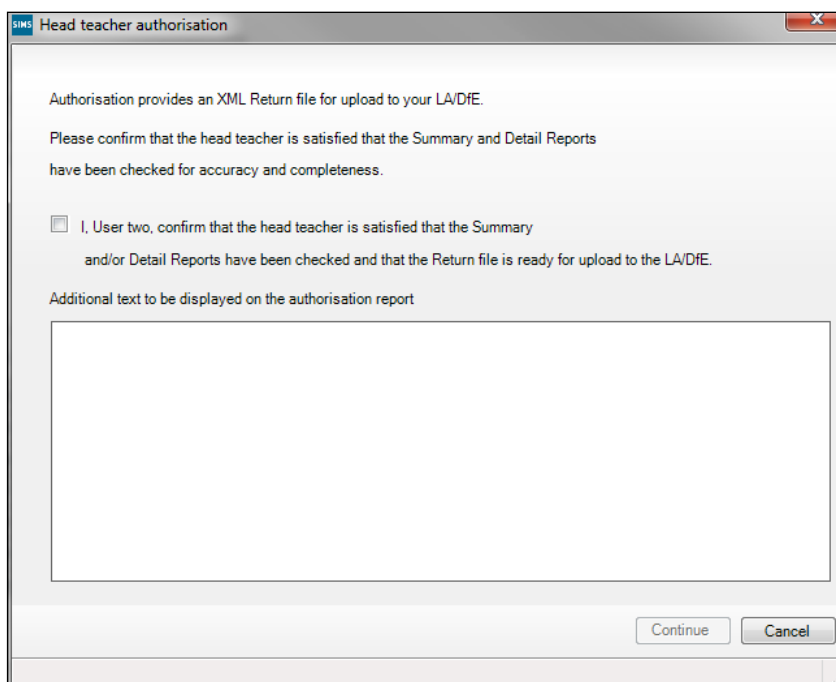 SIMS Head teacher authorisation
Authorisation provides an XML Return file for upload to your LA/DfE.
Please confirm that the head teacher is satisfied that the Summary and Detail Reports
have been checked for accuracy and completeness.
I, User two, confirm that the head teacher is satisfied that the Summary
and/or Detail Reports have been checked and that the Return file is ready for upload to the LA/DfE.
Additional text to be displayed on the authorisation report
Continue Cancel